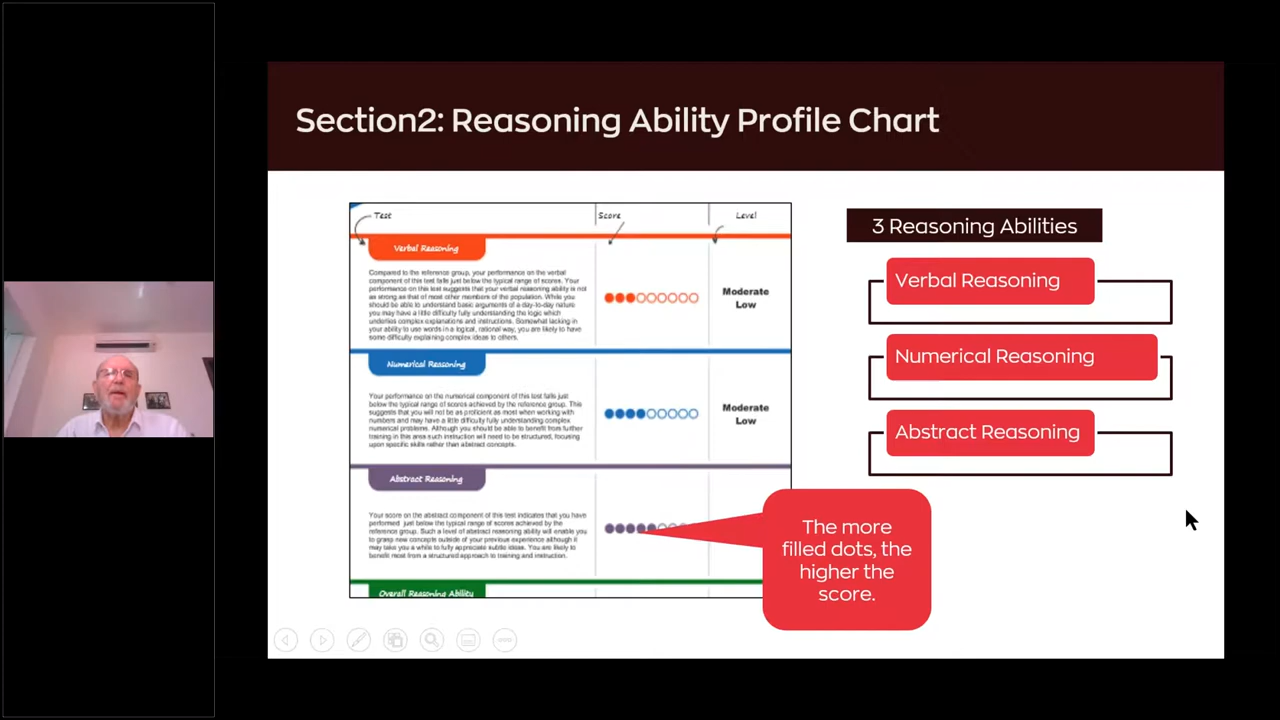 Section2: Reasoning Ability Profile Chart
Test
Score
Level
Verbal Reasoning
Compared to the reference group, your performance on the verbal
component of this test falls just below the typical range of scores. Your
performance on this test suggests that your verbal reasoning ability is not
as strong as that of most other members of the population. While you
should be able to understand basic arguments of a day-to-day nature
you may have a little difficulty fully understanding the logic which
underlies complex explanations and instructions. Somewhat lacking in
your ability to use words in a logical, rational way, you are likely to have
some difficulty explaining complex ideas to others.
Moderate
Low
Numerical Reasoning
Your performance on the numerical component of this test falls just
below the typical range of scores achieved by the reference group. This
suggests that you will not be as proficient as most when working with
numbers and may have a little difficulty fully understanding complex
numerical problems. Although you should be able to benefit from further
training in this area such instruction will need to be structured, focusing
upon specific skills rather than abstract concepts.
Moderate
Low
Abstract Reasoning
Your score on the abstract component of this test indicates that you have
performed just below the typical range of scores achieved by the
reference group. Such a level of abstract reasoning ability will enable you
to grasp new concepts outside of your previous experience although it
may take you a while to fully appreciate subtle ideas. You are likely to
benefit most from a structured approach to training and instruction.
Overall Reasoning Ability
3 Reasoning Abilities
Verbal Reasoning
Numerical Reasoning
Abstract Reasoning
The more
filled dots, the
higher the
score.